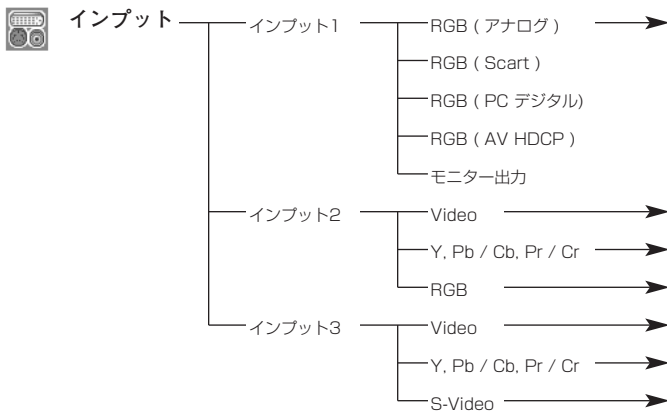 インプット
インプット1
RGB ( アナログ )
RGB ( Scart )
RGB ( PC デジタル)
RGB ( AV HDCP )
モニター出力
インプット2
Video
Y, Pb / Cb, Pr / Cr
RGB
インプット3
Video
Y, Pb / Cb, Pr / Cr
S-Video